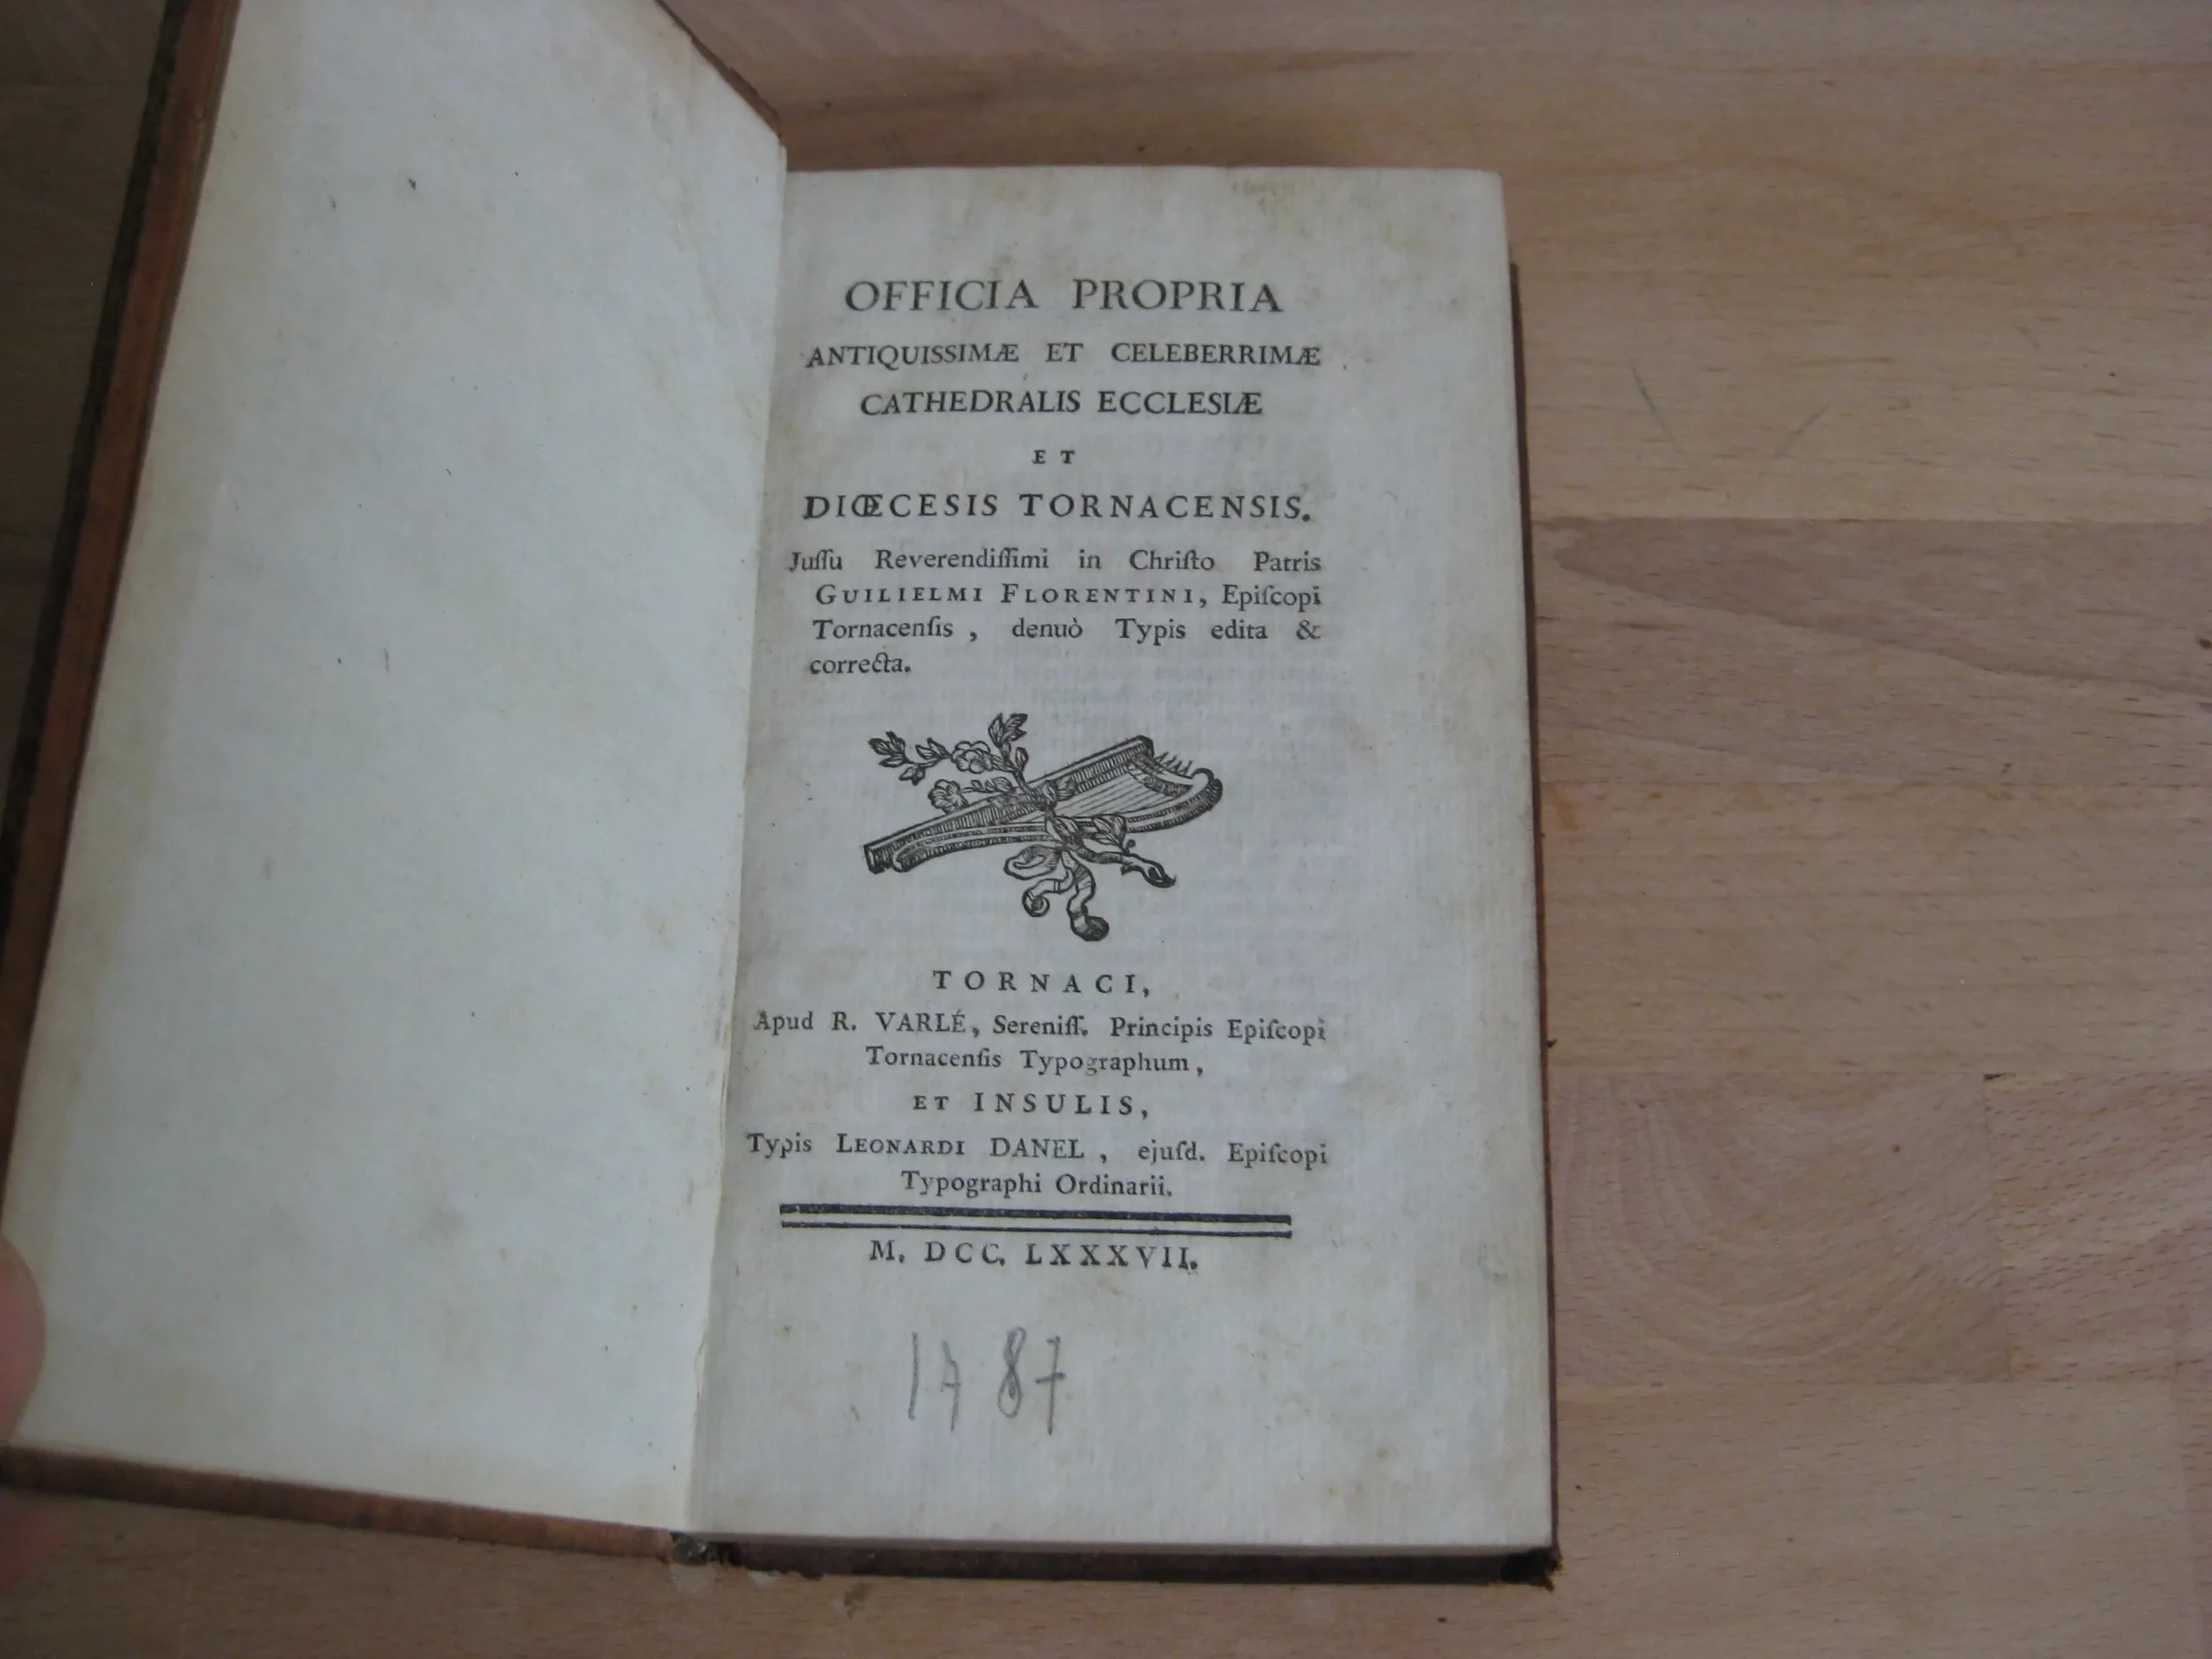 OFFICIA PROPRIA
ANTIQUISSIMÆ ET CELEBERRIMÆ
CATHEDRALIS ECCLESIÆ
ET
DIŒCESIS TORNACENSIS.
Juſſu Reverendiſſimi in Chriſto Patris
GUILIELMI FLORENTINI, Epiſcopi
Tornacenſis , denuò Typis edita &
correcta.
TORNACI,
Apud R. VARLÉ, Sereniſſ. Principis Epiſcopi
Tornacenſis Typographum ,
ET INSULIS,
Typis LEONARDI DANEL , ejuſd. Epiſcopi
Typographi Ordinarii.
M. DCC. LXXXVII.
1787